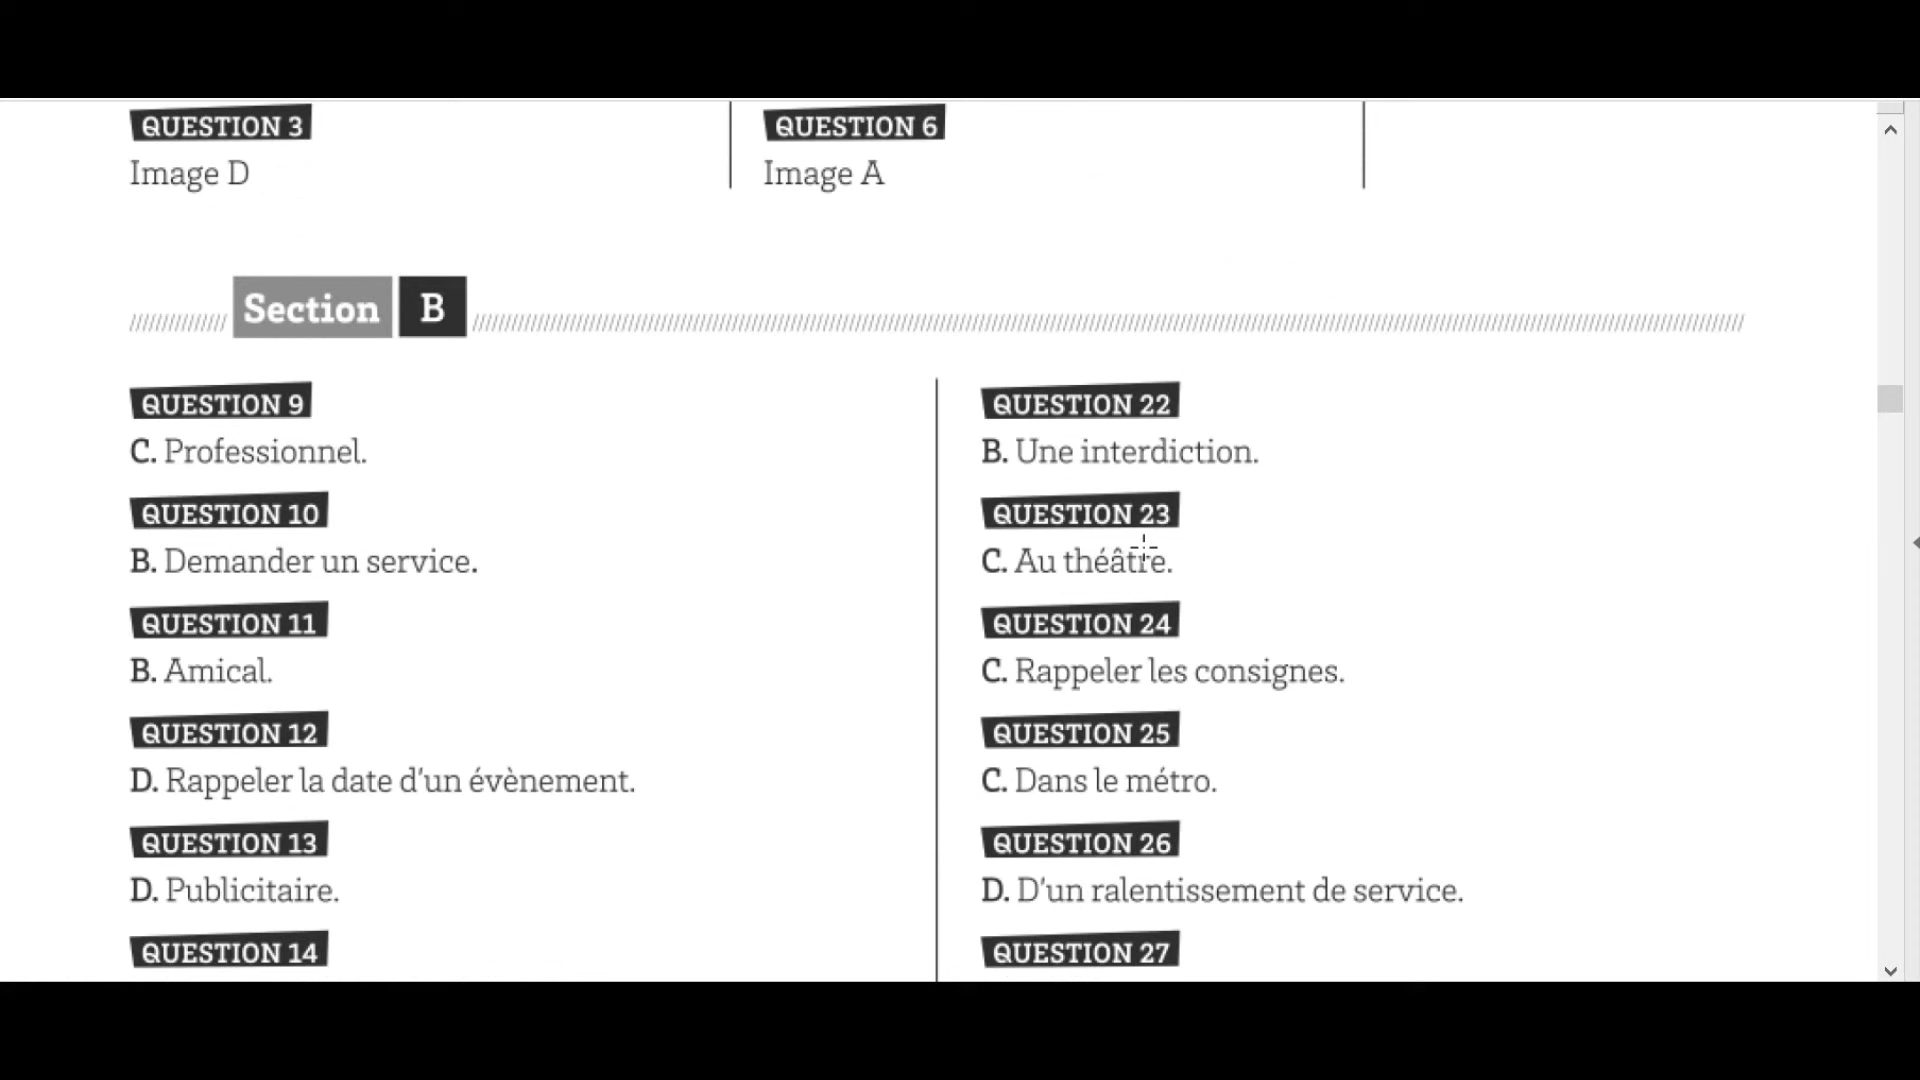 QUESTION 3
Image D
QUESTION 6
Image A
Section B
QUESTION 9
C. Professionnel.
QUESTION 10
B. Demander un service.
QUESTION 11
B. Amical.
QUESTION 12
D. Rappeler la date d'un évènement.
QUESTION 13
D. Publicitaire.
QUESTION 14
QUESTION 22
B. Une interdiction.
QUESTION 23
C. Au théâtre.
QUESTION 24
C. Rappeler les consignes.
QUESTION 25
C. Dans le métro.
QUESTION 26
D. D'un ralentissement de service.
QUESTION 27